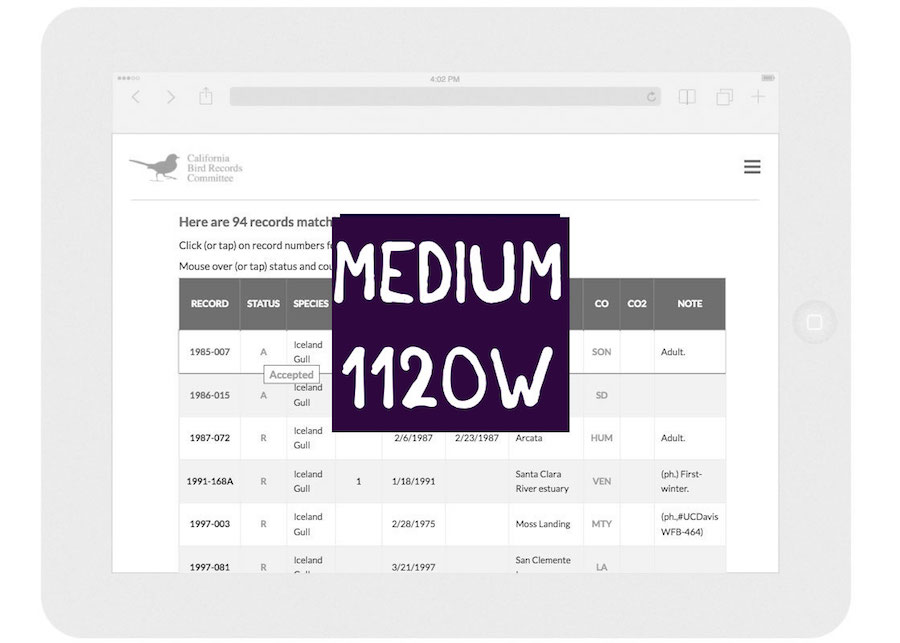 4:02 PM
California
Bird Records
Committee
Here are 94 records match
Click (or tap) on record numbers
Mouse over (or tap) status and
MEDIUM
1120W
RECORD STATUS SPECIES CO CO2 NOTE
1985-007 A Iceland Gull SON Adult.
Accepted
1986-015 A Iceland Gull SD
1987-072 R Iceland Gull 2/6/1987 2/23/1987 Arcata HUM Adult.
1991-168A R Iceland Gull 1 1/18/1991 Santa Clara River estuary VEN (ph.) First-winter.
1997-003 R Iceland Gull 2/28/1975 Moss Landing MTY (ph.,#UCDavis WFB-464)
1997-081 R Iceland 3/21/1997 San Clemente LA